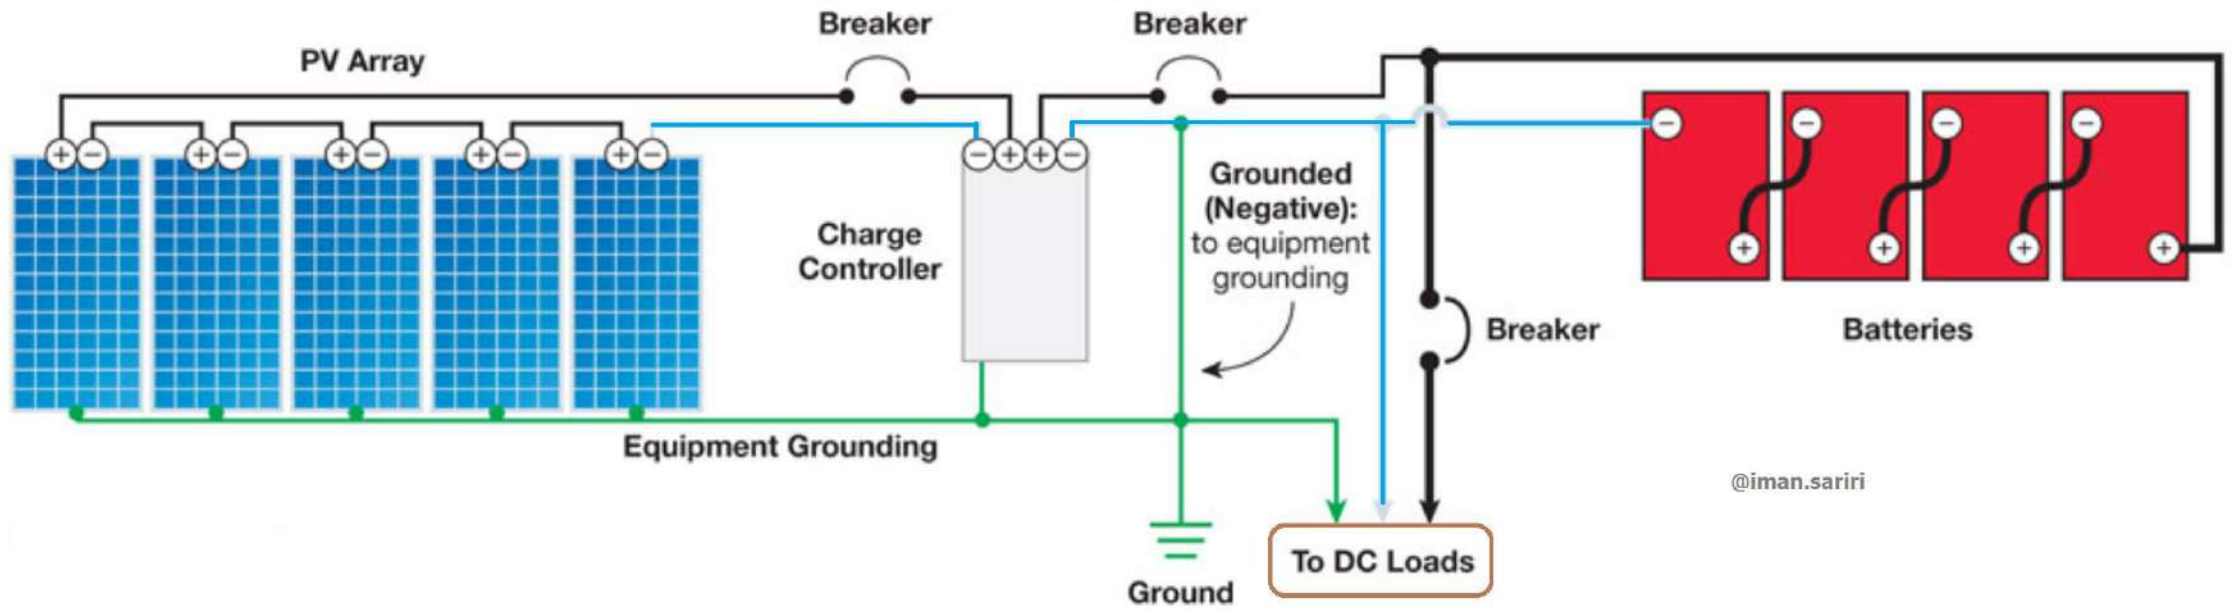 Breaker
Breaker
PV Array
Grounded
(Negative):
to equipment
grounding
Charge
Controller
Breaker
Batteries
Equipment Grounding
@iman.sariri
To DC Loads
Ground